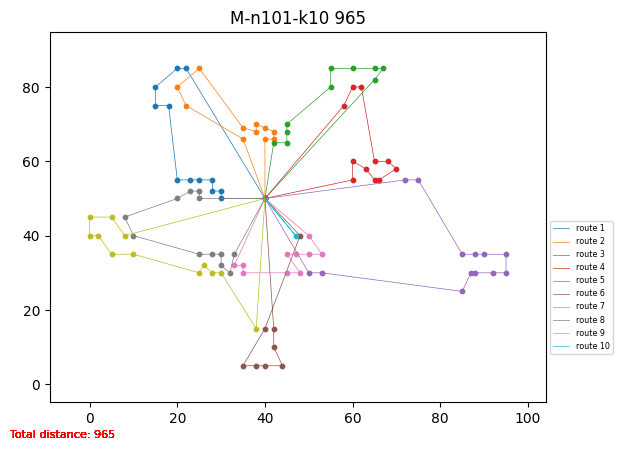 M-n101-k10 965
80
60
40
20
0
0
20
40
60
80
100
route 1
route 2
route 3
route 4
route 5
route 6
route 7
route 8
route 9
route 10
Total distance: 965